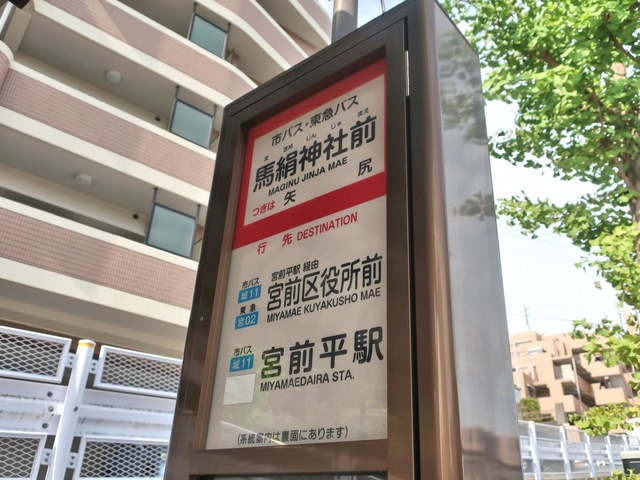 市バス・東急バス
ま ぎぬ じん じゃ まえ
馬絹神社前
MAGINU JINJA MAE
つぎは 矢 尻
行 先 DESTINATION
宮前平駅 経由
市バス
城11
宮前区役所前
東 急
宮02
MIYAMAE KUYAKUSHO MAE
市バス
城11
宮前平駅
MIYAMAEDAIRA STA.
(系統案内は裏面にあります)